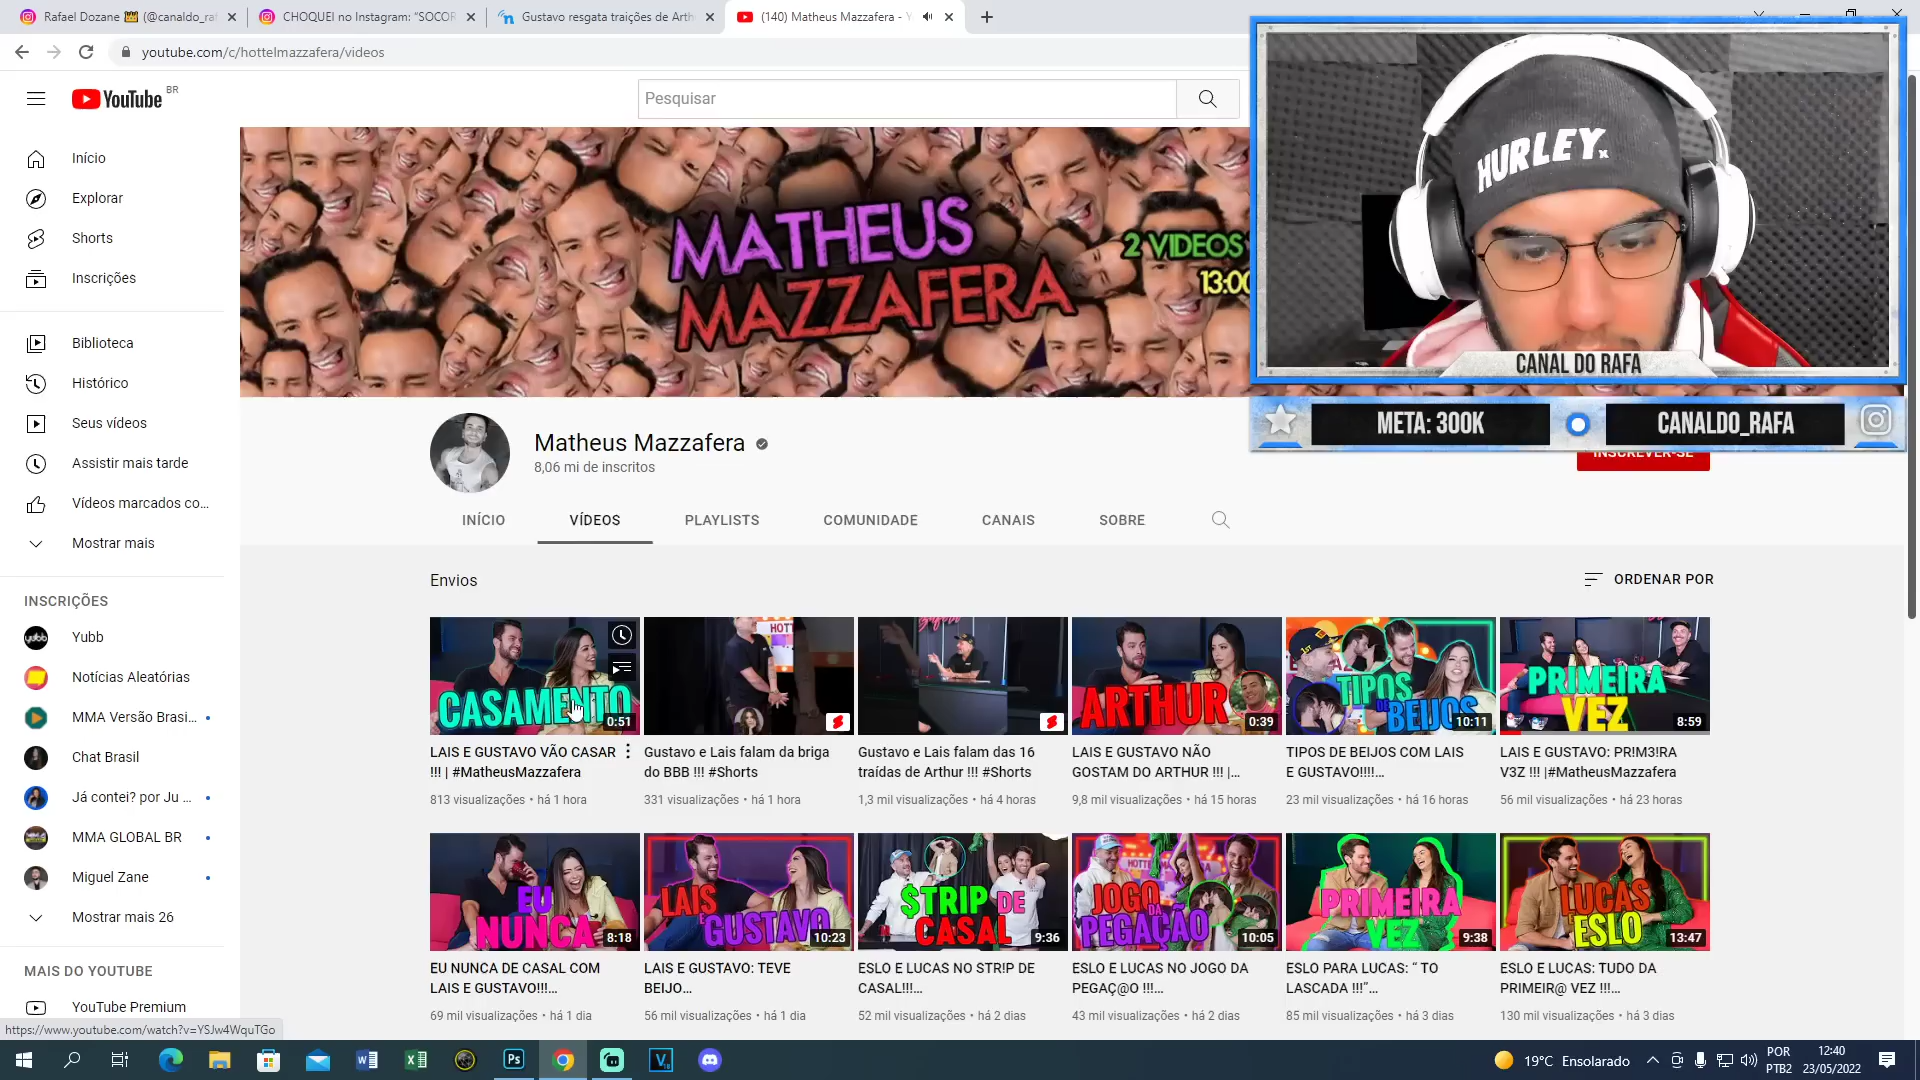 Rafael Dozane 👑 (@canaldo_raf
CHOQUEI no Instagram: "SOCOR
Gustavo resgata traições de Arth
(140) Matheus Mazzafera - Y
youtube.com/c/hottelmazzafera/videos
YouTube BR
Pesquisar
Início
Explorar
Shorts
Inscrições
Biblioteca
Histórico
Seus vídeos
Assistir mais tarde
Vídeos marcados co...
Mostrar mais
INSCRIÇÕES
Yubb
Notícias Aleatórias
MMA Versão Brasi...
Chat Brasil
Já contei? por Ju ...
MMA GLOBAL BR
Miguel Zane
Mostrar mais 26
MAIS DO YOUTUBE
YouTube Premium
https://www.youtube.com/watch?v=YSJw4WquTGo
MATHEUS
MAZZAFERA
2 VIDEOS
13:00
HURLEY
CANAL DO RAFA
META: 300K
CANALDO_RAFA
Matheus Mazzafera
8,06 mi de inscritos
INSCREVER-SE
INÍCIO
VÍDEOS
PLAYLISTS
COMUNIDADE
CANAIS
SOBRE
Envios
ORDENAR POR
CASAMENTO
0:51
LAIS E GUSTAVO VÃO CASAR
!!! | #MatheusMazzafera
813 visualizações • há 1 hora
HOTT
Gustavo e Lais falam da briga
do BBB !!! #Shorts
331 visualizações • há 1 hora
Gustavo e Lais falam das 16
traídas de Arthur !!! #Shorts
1,3 mil visualizações • há 4 horas
ARTHUR
0:39
LAIS E GUSTAVO NÃO
GOSTAM DO ARTHUR !!! |...
9,8 mil visualizações • há 15 horas
TIPOS
DE BEIJOS
10:11
TIPOS DE BEIJOS COM LAIS
E GUSTAVO!!!!...
23 mil visualizações • há 16 horas
PRIMEIRA
VEZ
8:59
LAIS E GUSTAVO: PR!M3!RA
V3Z !!! |#MatheusMazzafera
56 mil visualizações • há 23 horas
EU
NUNCA
8:18
EU NUNCA DE CASAL COM
LAIS E GUSTAVO!!!...
69 mil visualizações • há 1 dia
LAIS
E
GUSTAVO
10:23
LAIS E GUSTAVO: TEVE
BEIJO...
56 mil visualizações • há 1 dia
$TRIP DE
CASAL
9:36
ESLO E LUCAS NO STR!P DE
CASAL!!!...
52 mil visualizações • há 2 dias
JOGO
DA
PEGAÇÃO
10:05
ESLO E LUCAS NO JOGO DA
PEGAÇ@O !!!...
43 mil visualizações • há 2 dias
PRIMEIRA
VEZ
9:38
ESLO PARA LUCAS: “ TO
LASCADA !!!”...
85 mil visualizações • há 3 dias
LUCAS
E
ESLO
13:47
ESLO E LUCAS: TUDO DA
PRIMEIR@ VEZ !!!...
130 mil visualizações • há 3 dias
19°C Ensolarado
POR
PTB2
12:40
23/05/2022